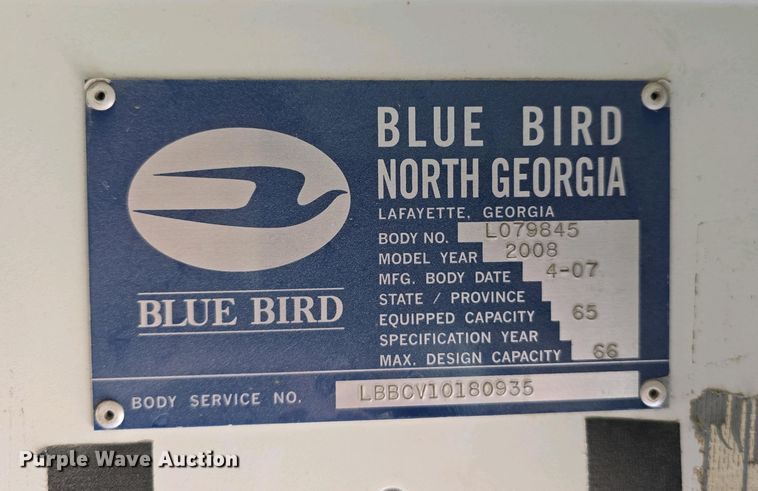 BLUE BIRD
NORTH GEORGIA
LAFAYETTE, GEORGIA
BODY NO. L079845
MODEL YEAR 2008
MFG. BODY DATE 4-07
STATE / PROVINCE
EQUIPPED CAPACITY 65
SPECIFICATION YEAR
MAX. DESIGN CAPACITY 66
BLUE BIRD
BODY SERVICE NO. LBBCV10180935
Purple Wave Auction